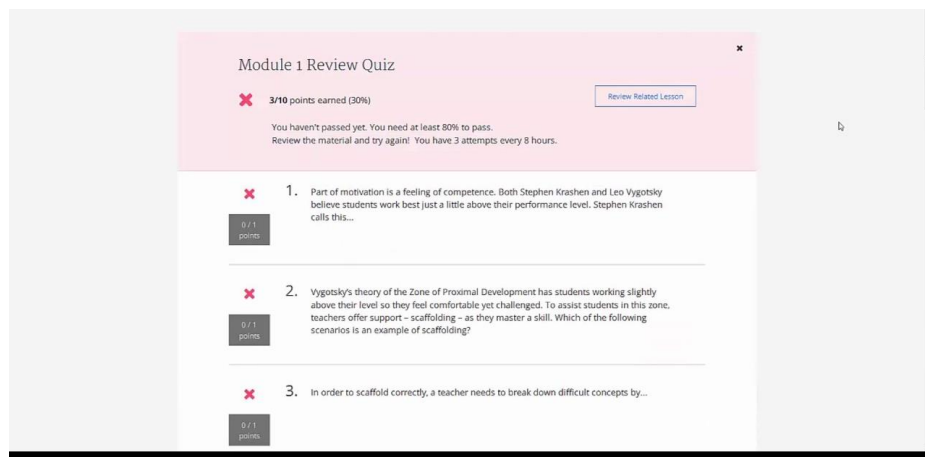 Module 1 Review Quiz
3/10 points earned (30%)
Review Related Lesson
You haven't passed yet. You need at least 80% to pass.
Review the material and try again! You have 3 attempts every 8 hours.
1. Part of motivation is a feeling of competence. Both Stephen Krashen and Leo Vygotsky
believe students work best just a little above their performance level. Stephen Krashen
calls this...
0 / 1
points
2. Vygotsky's theory of the Zone of Proximal Development has students working slightly
above their level so they feel comfortable yet challenged. To assist students in this zone,
teachers offer support – scaffolding – as they master a skill. Which of the following
scenarios is an example of scaffolding?
0 / 1
points
3. In order to scaffold correctly, a teacher needs to break down difficult concepts by...
0 / 1
points